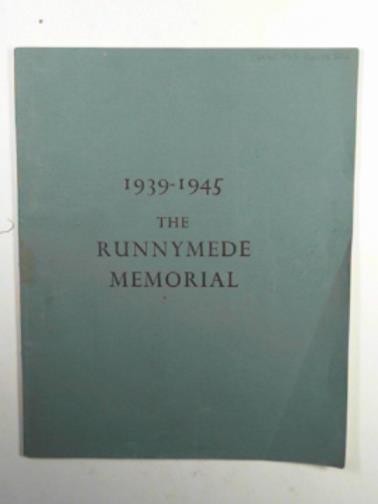 1939-1945
THE
RUNNYMEDE
MEMORIAL